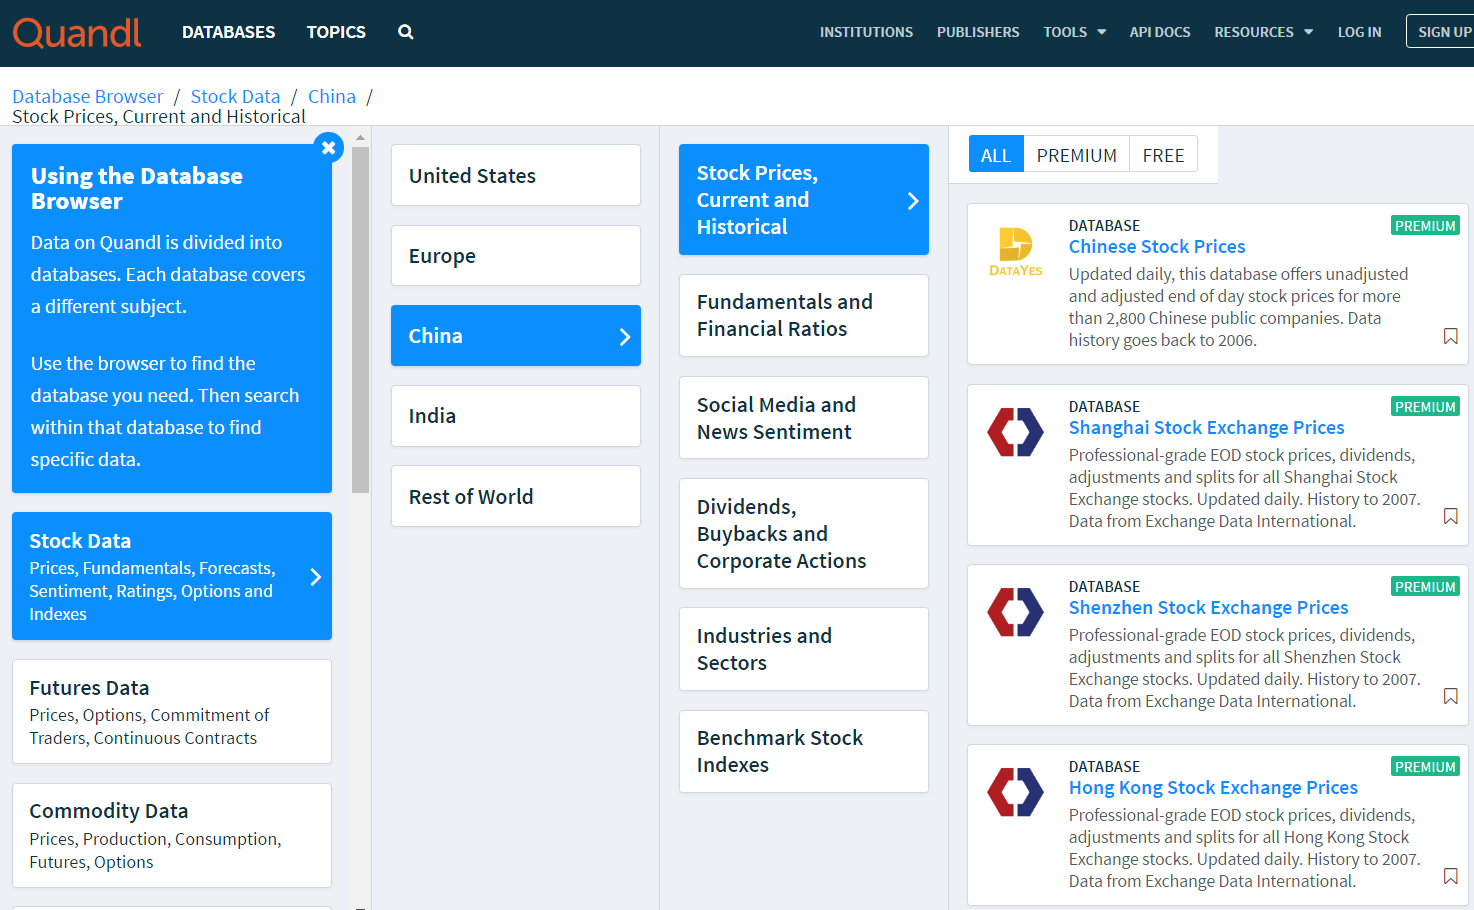 Quandl
DATABASES
TOPICS
INSTITUTIONS
PUBLISHERS
TOOLS
API DOCS
RESOURCES
LOG IN
SIGN UP
Database Browser / Stock Data / China /
Stock Prices, Current and Historical
Using the Database
Browser
Data on Quandl is divided into
databases. Each database covers
a different subject.
Use the browser to find the
database you need. Then search
within that database to find
specific data.
Stock Data
Prices, Fundamentals, Forecasts,
Sentiment, Ratings, Options and
Indexes
Futures Data
Prices, Options, Commitment of
Traders, Continuous Contracts
Commodity Data
Prices, Production, Consumption,
Futures, Options
United States
Europe
China
India
Rest of World
Stock Prices,
Current and
Historical
Fundamentals and
Financial Ratios
Social Media and
News Sentiment
Dividends,
Buybacks and
Corporate Actions
Industries and
Sectors
Benchmark Stock
Indexes
ALL
PREMIUM
FREE
DATAYES
DATABASE
PREMIUM
Chinese Stock Prices
Updated daily, this database offers unadjusted
and adjusted end of day stock prices for more
than 2,800 Chinese public companies. Data
history goes back to 2006.
DATABASE
PREMIUM
Shanghai Stock Exchange Prices
Professional-grade EOD stock prices, dividends,
adjustments and splits for all Shanghai Stock
Exchange stocks. Updated daily. History to 2007.
Data from Exchange Data International.
DATABASE
PREMIUM
Shenzhen Stock Exchange Prices
Professional-grade EOD stock prices, dividends,
adjustments and splits for all Shenzhen Stock
Exchange stocks. Updated daily. History to 2007.
Data from Exchange Data International.
DATABASE
PREMIUM
Hong Kong Stock Exchange Prices
Professional-grade EOD stock prices, dividends,
adjustments and splits for all Hong Kong Stock
Exchange stocks. Updated daily. History to 2007.
Data from Exchange Data International.